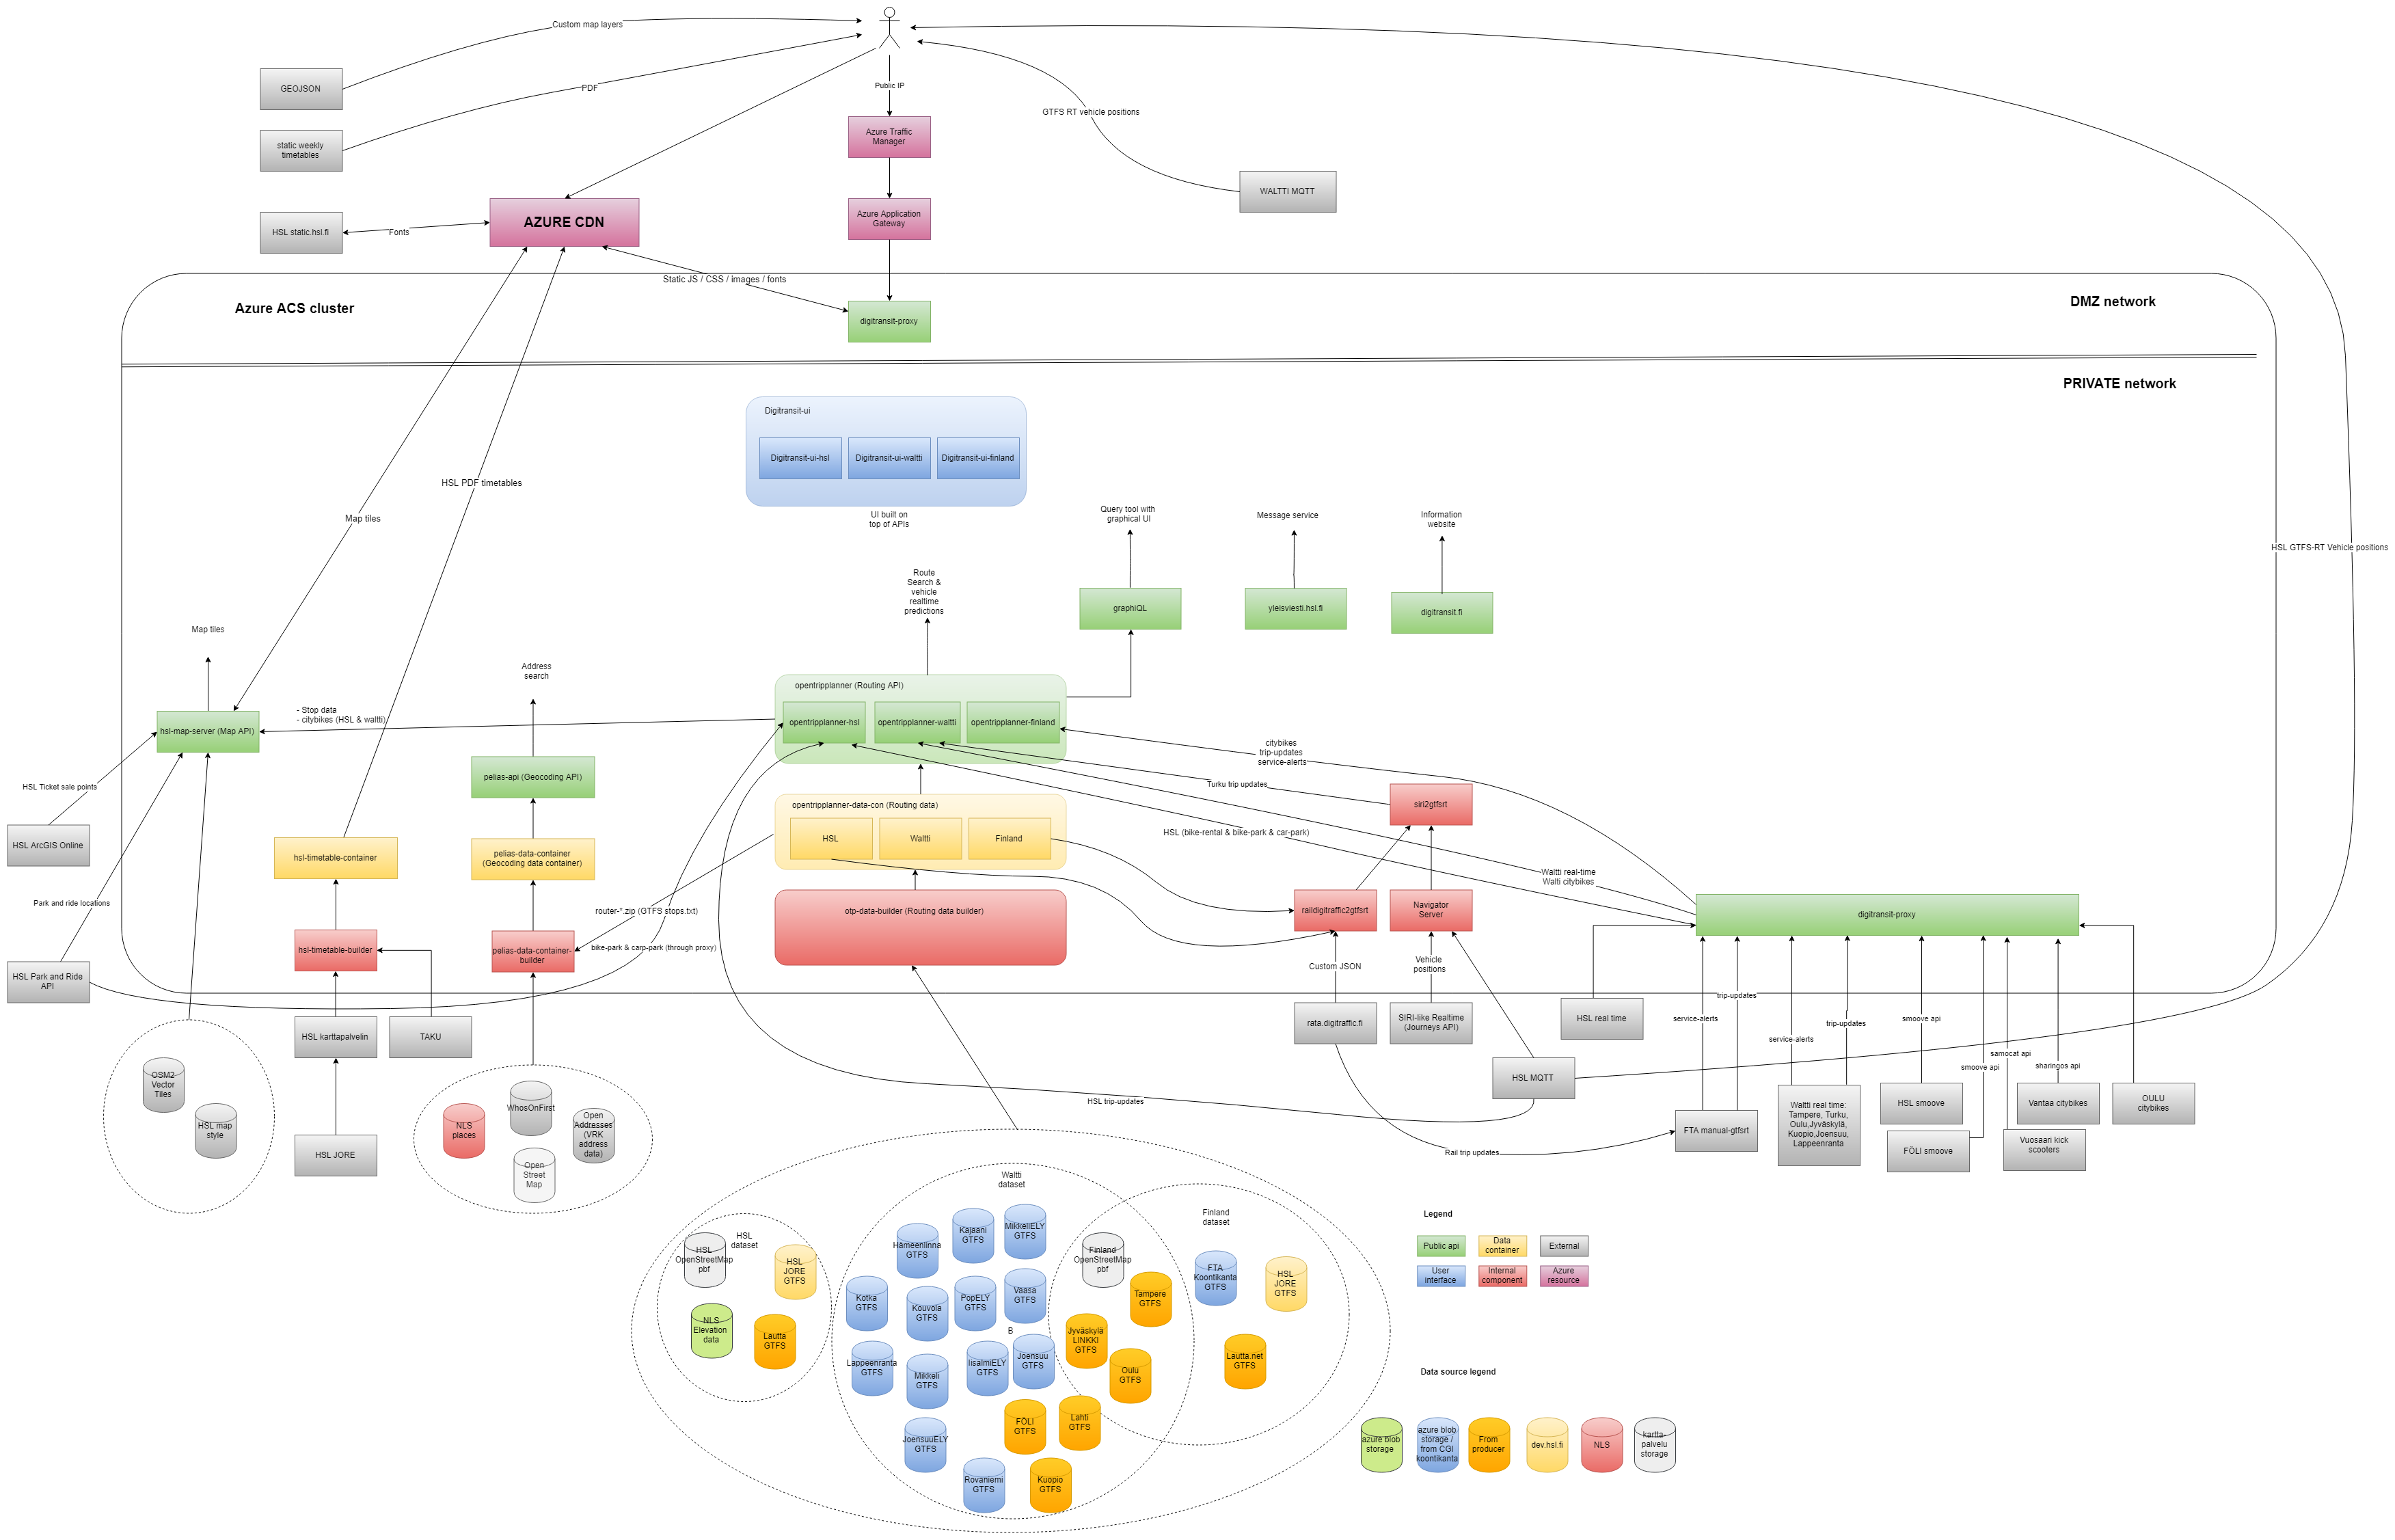 Custom map layers
GEOJSON
PDF
Public IP
GTFS RT vehicle positions
static weekly
timetables
Azure Traffic
Manager
WALTTI MQTT
HSL static.hsl.fi
Fonts
AZURE CDN
Azure Application
Gateway
Static JS / CSS / images / fonts
Azure ACS cluster
DMZ network
digitransit-proxy
PRIVATE network
Digitransit-ui
Digitransit-ui-hsl
Digitransit-ui-waltti
Digitransit-ui-finland
UI built on
top of APIs
HSL PDF timetables
Map tiles
Query tool with
graphical UI
Message service
Information
website
HSL GTFS-RT Vehicle positions
Route
Search &
vehicle
realtime
predictions
graphiQL
yleisviesti.hsl.fi
digitransit.fi
Map tiles
Address
search
opentripplanner (Routing API)
opentripplanner-hsl
opentripplanner-waltti
opentripplanner-finland
- Stop data
- citybikes (HSL & waltti)
hsl-map-server (Map API)
citybikes
trip-updates
service-alerts
pelias-api (Geocoding API)
HSL Ticket sale points
Turku trip updates
siri2gtfsrt
opentripplanner-data-con (Routing data)
HSL
Waltti
Finland
HSL (bike-rental & bike-park & car-park)
HSL ArcGIS Online
hsl-timetable-container
pelias-data-container
(Geocoding data container)
Waltti real-time
Walti citybikes
Park and ride locations
router-*.zip (GTFS stops.txt)
otp-data-builder (Routing data builder)
raildigitraffic2gtfsrt
Navigator
Server
digitransit-proxy
hsl-timetable-builder
pelias-data-container-
builder
bike-park & carp-park (through proxy)
HSL Park and Ride
API
Custom JSON
Vehicle
positions
HSL karttapalvelin
TAKU
rata.digitraffic.fi
SIRI-like Realtime
(Journeys API)
HSL real time
trip-updates
service-alerts
service-alerts
trip-updates
smoove api
smoove api
samocat api
sharingos api
HSL MQTT
HSL trip-updates
Rail trip updates
FTA manual-gtfsrt
Waltti real time:
Tampere, Turku,
Oulu,Jyväskylä,
Kuopio,Joensuu,
Lappeenranta
HSL smoove
FÖLI smoove
Vuosaari kick
scooters
Vantaa citybikes
OULU
citybikes
OSM2
Vector
Tiles
HSL map
style
HSL JORE
NLS
places
WhosOnFirst
Open
Addresses
(VRK
address
data)
Open
Street
Map
HSL
dataset
HSL
OpenStreetMap
pbf
HSL
JORE
GTFS
NLS
Elevation
data
Lautta
GTFS
Waltti
dataset
Hämeenlinna
GTFS
Kajaani
GTFS
MikkeliELY
GTFS
Kotka
GTFS
Kouvola
GTFS
PopELY
GTFS
Vaasa
GTFS
B
Lappeenranta
GTFS
Mikkeli
GTFS
IisalmiELY
GTFS
Joensuu
GTFS
JoensuuELY
GTFS
FÖLI
GTFS
Lahti
GTFS
Rovaniemi
GTFS
Kuopio
GTFS
Finland
dataset
Finland
OpenStreetMap
pbf
Tampere
GTFS
Jyväskylä
LINKKI
GTFS
Oulu
GTFS
FTA
Koontikanta
GTFS
HSL
JORE
GTFS
Lautta.net
GTFS
Legend
Public api
Data
container
External
User
interface
Internal
component
Azure
resource
Data source legend
azure blob
storage
azure blob
storage /
from CGI
koontikanta
From
producer
dev.hsl.fi
NLS
kartta-
palvelu
storage